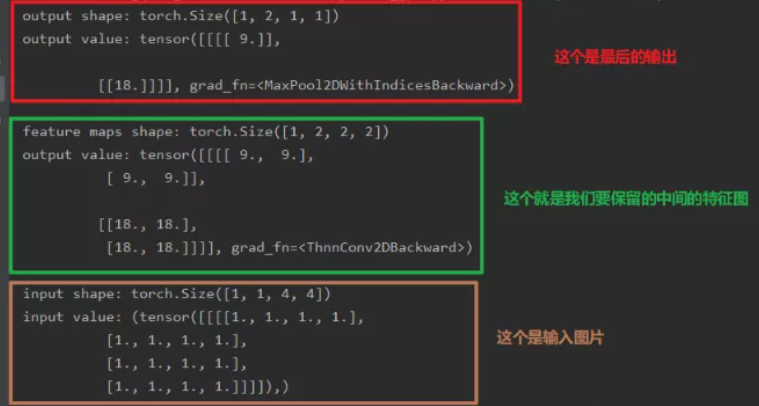 output shape: torch.Size([1, 2, 1, 1])
output value: tensor([[[[ 9.]],
这个是最后的输出
[[18.]]]], grad_fn=<MaxPool2DWithIndicesBackward>)
feature maps shape: torch.Size([1, 2, 2, 2])
output value: tensor([[[[ 9., 9.],
[ 9., 9.]],
这个就是我们要保留的中间的特征图
[[18., 18.],
[18., 18.]]]], grad_fn=<ThnnConv2DBackward>)
input shape: torch.Size([1, 1, 4, 4])
input value: (tensor([[[[1., 1., 1., 1.],
这个是输入图片
[1., 1., 1., 1.],
[1., 1., 1., 1.],
[1., 1., 1., 1.]]]]),)